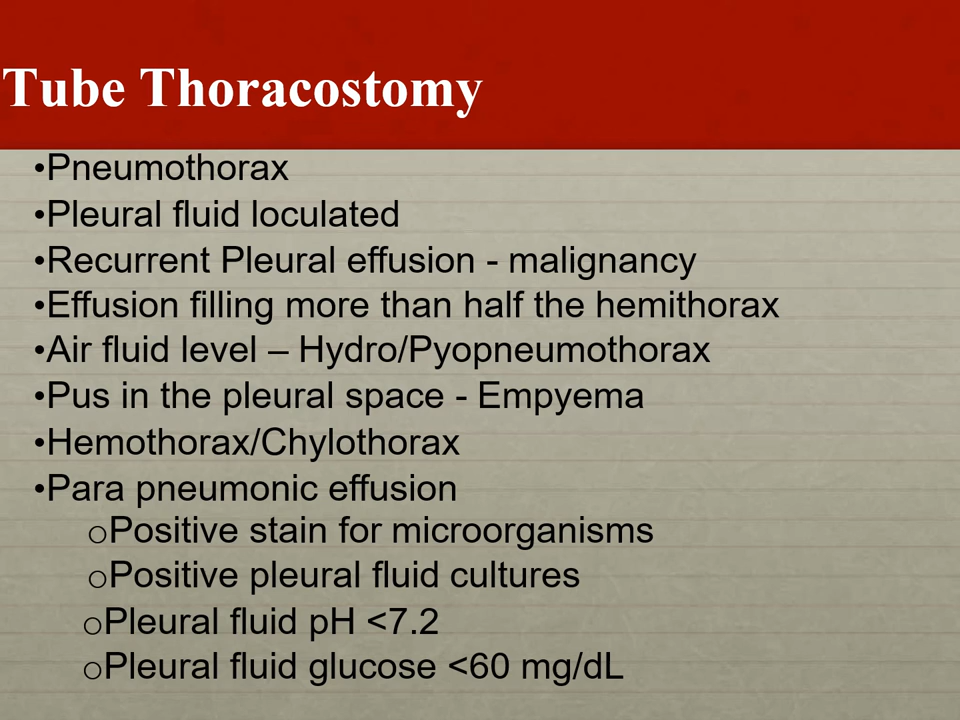 Tube Thoracostomy
•Pneumothorax
•Pleural fluid loculated
•Recurrent Pleural effusion - malignancy
•Effusion filling more than half the hemithorax
•Air fluid level – Hydro/Pyopneumothorax
•Pus in the pleural space - Empyema
•Hemothorax/Chylothorax
•Para pneumonic effusion
oPositive stain for microorganisms
oPositive pleural fluid cultures
oPleural fluid pH <7.2
oPleural fluid glucose <60 mg/dL